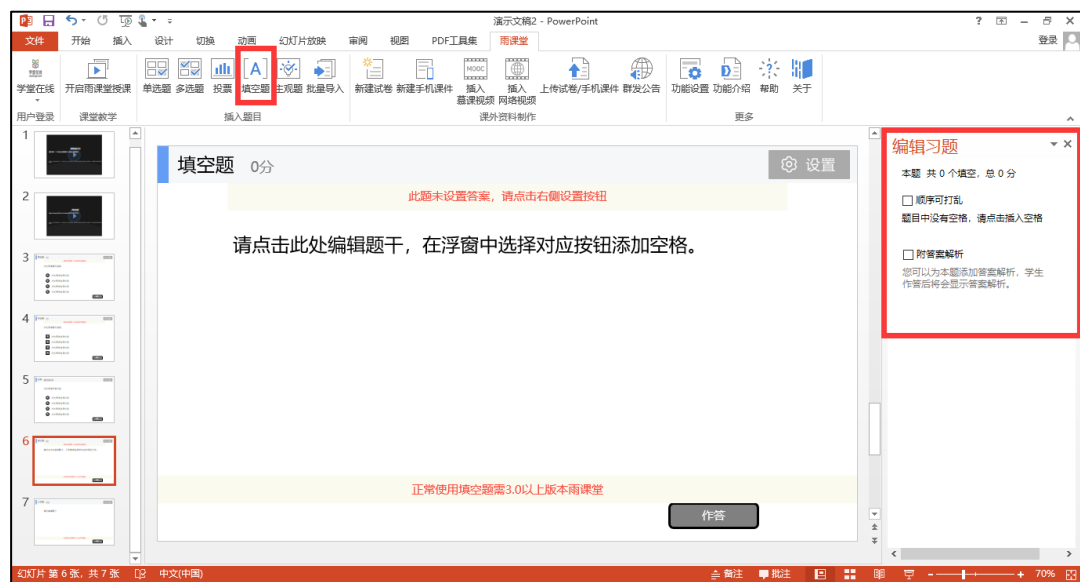 演示文稿2 - PowerPoint
文件 开始 插入 设计 切换 动画 幻灯片放映 审阅 视图 PDF工具集 雨课堂 登录
学堂在线 开启雨课堂授课 单选题 多选题 投票 填空题 主观题 批量导入 新建试卷 新建手机课件 插入 慕课视频 插入 网络视频 上传试卷/手机课件 群发公告 功能设置 功能介绍 帮助 关于
用户登录 课堂教学 插入题目 课外资料制作 更多
1
2
3
4
5
6
7
填空题 0分 设置
此题未设置答案，请点击右侧设置按钮
请点击此处编辑题干，在浮窗中选择对应按钮添加空格。
正常使用填空题需3.0以上版本雨课堂
作答
编辑习题
本题 共 0 个填空，总 0 分
顺序可打乱
题目中没有空格，请点击插入空格
附答案解析
您可以为本题添加答案解析，学生
作答后将会显示答案解析。
幻灯片 第 6 张，共 7 张 中文(中国) 备注 批注 70%